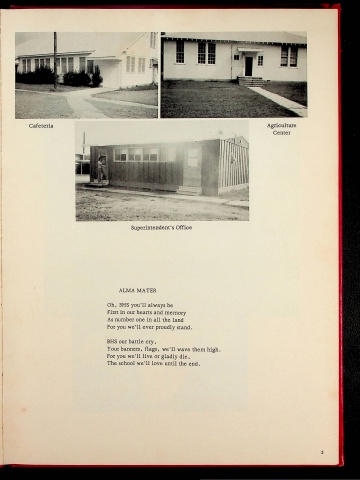 Cafeteria
Agriculture
Center
Superintendent's Office
ALMA MATER
Oh, BHS you'll always be
First in our hearts and memory
As number one in all the land
For you we'll ever proudly stand.
BHS our battle cry,
Your banners, flags, we'll wave them high.
For you we'll live or gladly die,
The school we'll love until the end.
3